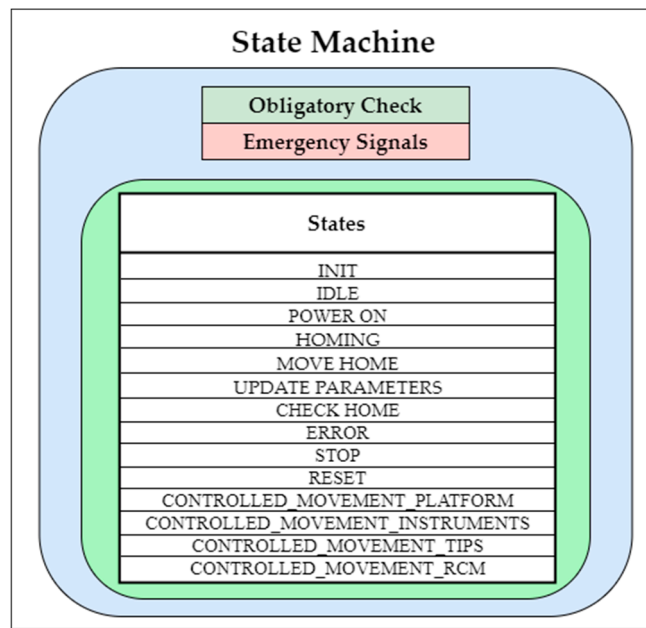 State Machine
Obligatory Check
Emergency Signals
States
INIT
IDLE
POWER ON
HOMING
MOVE HOME
UPDATE PARAMETERS
CHECK HOME
ERROR
STOP
RESET
CONTROLLED_MOVEMENT_PLATFORM
CONTROLLED_MOVEMENT_INSTRUMENTS
CONTROLLED_MOVEMENT_TIPS
CONTROLLED_MOVEMENT_RCM